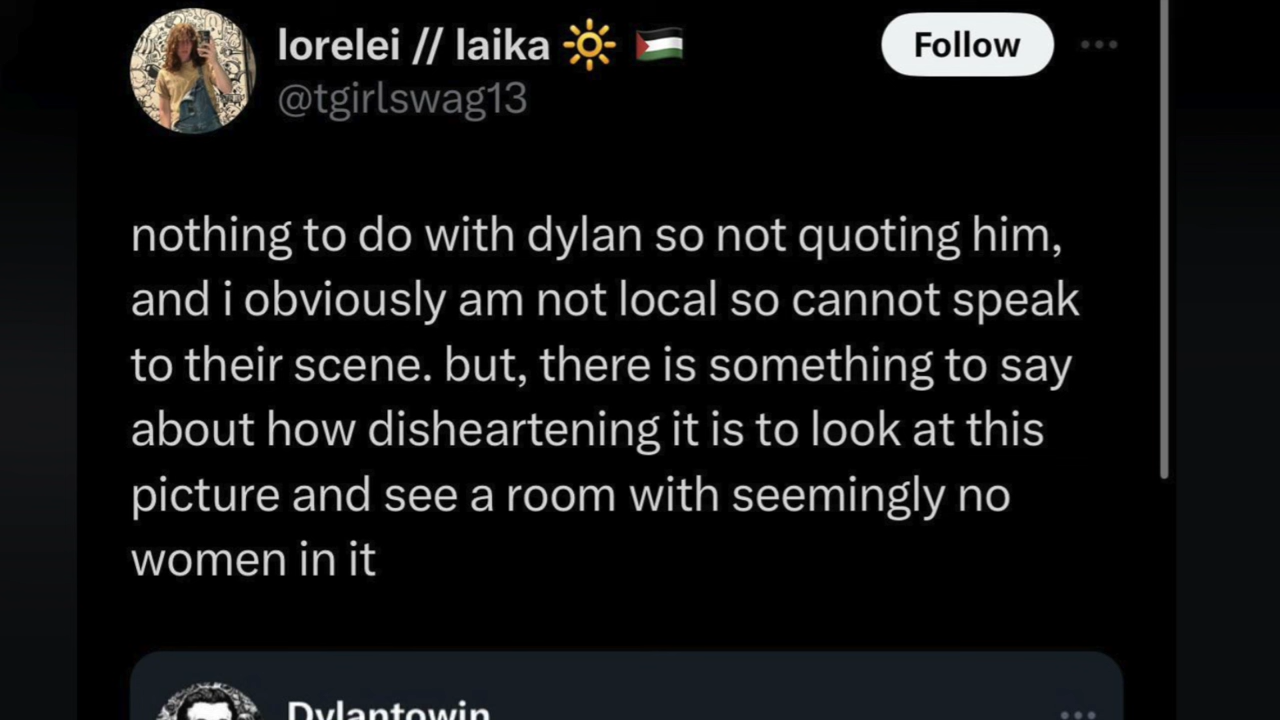 lorelei // laika 🔆 🇵🇸
Follow
@tgirlswag13
nothing to do with dylan so not quoting him,
and i obviously am not local so cannot speak
to their scene. but, there is something to say
about how disheartening it is to look at this
picture and see a room with seemingly no
women in it
Dylantowin